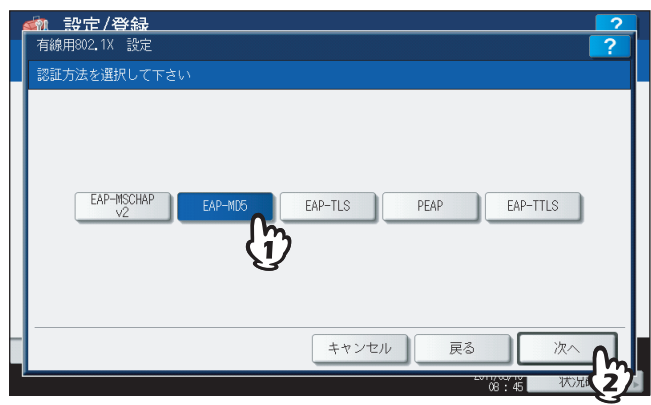 設定/登録
?
有線用802.1X 設定
?
認証方法を選択して下さい
EAP-MSCHAP
v2
EAP-MD5
EAP-TLS
PEAP
EAP-TTLS
1
キャンセル
戻る
次へ
2
08:45
状況